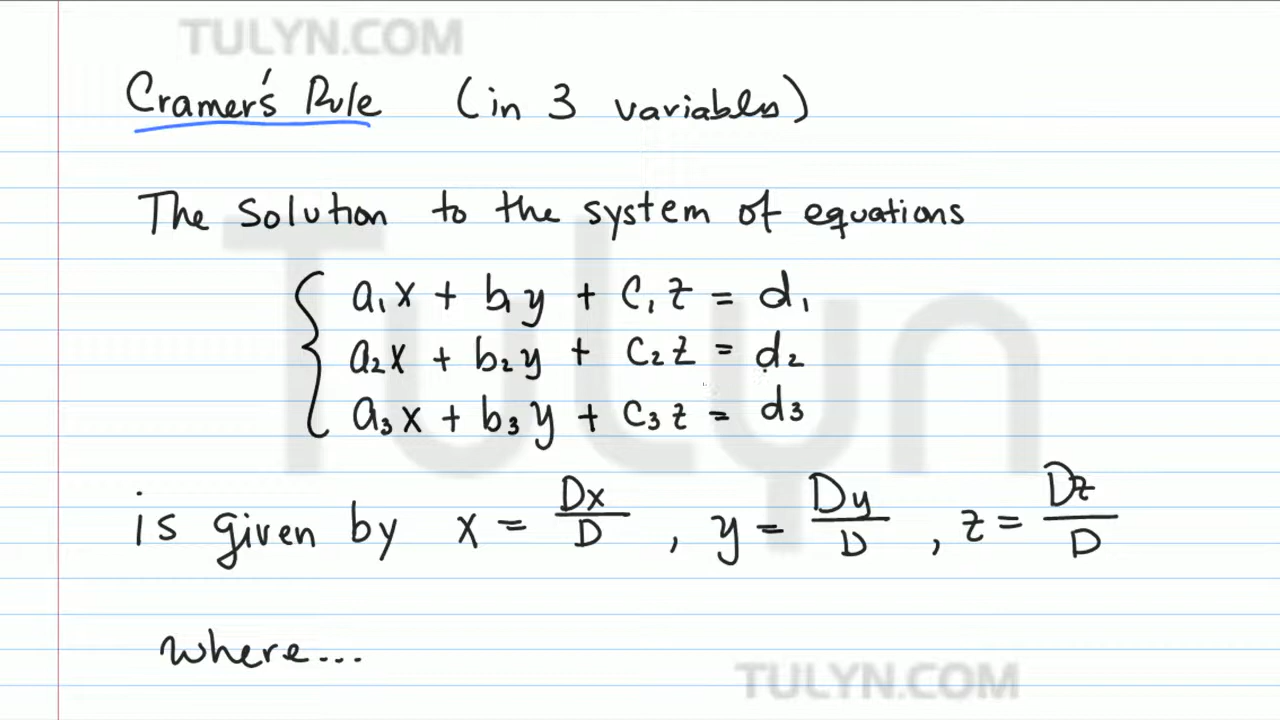 TULYN.COM
Cramer's Rule (in 3 variables)
The solution to the system of equations
a₁x + b₁y + c₁z = d₁
a₂x + b₂y + c₂z = d₂
a₃x + b₃y + c₃z = d₃
is given by x = Dx/D , y = Dy/D , z = Dz/D
where...
Tulyn
TULYN.COM